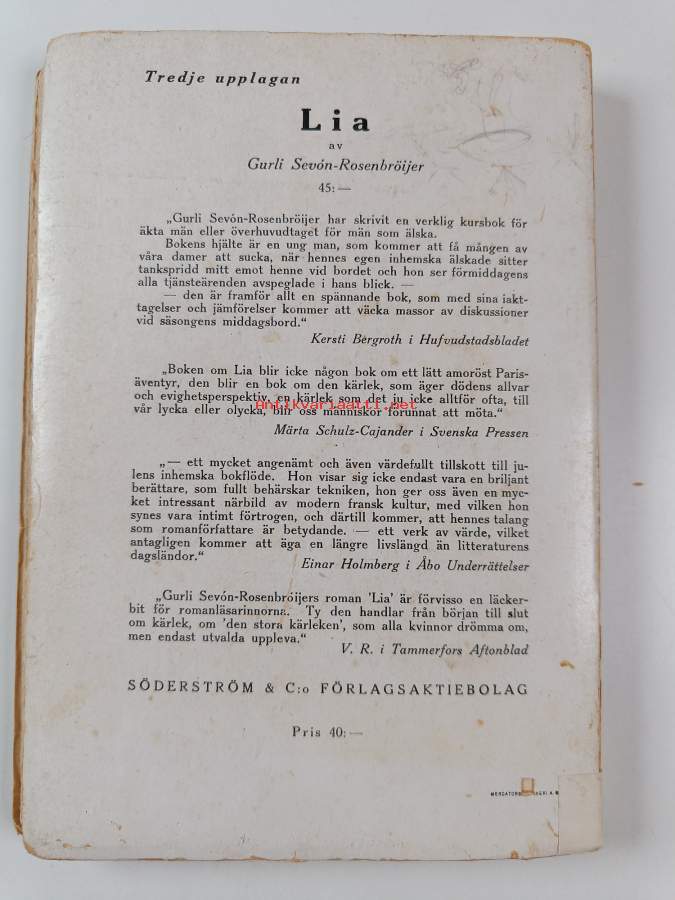 Tredje upplagan
Lia
av
Gurli Sevón-Rosenbröijer
45: —
„Gurli Sevón-Rosenbröijer har skrivit en verklig kursbok för
äkta män eller överhuvudtaget för män som älska.
Bokens hjälte är en ung man, som kommer att få mången av
våra damer att sucka, när hennes egen inhemska älskade sitter
tankspridd mitt emot henne vid bordet och hon ser förmiddagens
alla tjänsteärenden avspeglade i hans blick. —
— den är framför allt en spännande bok, som med sina iakt-
tagelser och jämförelser kommer att väcka massor av diskussioner
vid säsongens middagsbord.“
Kersti Bergroth i Hufvudstadsbladet
„Boken om Lia blir icke någon bok om ett lätt amoröst Paris-
äventyr, den blir en bok om den kärlek, som äger dödens allvar
och evighetsperspektiv, en kärlek som det ju icke alltför ofta, till
vår lycka eller olycka, blir oss människor förunnat att möta.“
Antikvariaatti.net
Märta Schulz-Cajander i Svenska Pressen
„— ett mycket angenämt och även värdefullt tillskott till ju-
lens inhemska bokflöde. Hon visar sig icke endast vara en briljant
berättare, som fullt behärskar tekniken, hon ger oss även en myc-
ket intressant närbild av modern fransk kultur, med vilken hon
synes vara intimt förtrogen, och därtill kommer, att hennes talang
som romanförfattare är betydande. — ett verk av värde, vilket
antagligen kommer att äga en längre livslängd än litteraturens
dagsländor.“
Einar Holmberg i Åbo Underrättelser
„Gurli Sevón-Rosenbröijers roman 'Lia' är förvisso en läcker-
bit för romanläsarinnorna. Ty den handlar från början till slut
om kärlek, om 'den stora kärleken', som alla kvinnor drömma om,
men endast utvalda uppleva.“
V. R. i Tammerfors Aftonblad
SÖDERSTRÖM & C:o FÖRLAGSAKTIEBOLAG
Pris 40: —